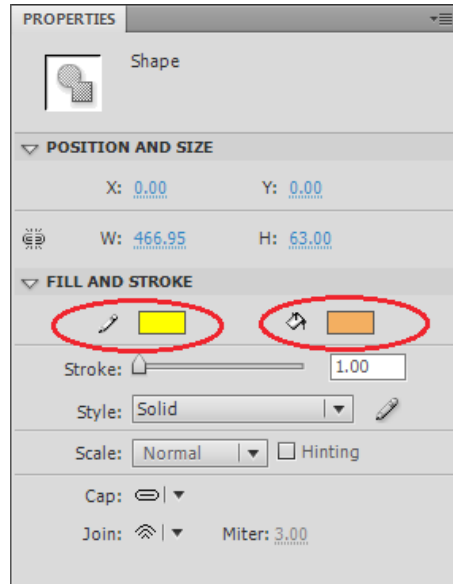 PROPERTIES
Shape
POSITION AND SIZE
X: 0.00 Y: 0.00
W: 466.95 H: 63.00
FILL AND STROKE
Stroke: 1.00
Style: Solid
Scale: Normal Hinting
Cap:
Join: Miter: 3.00